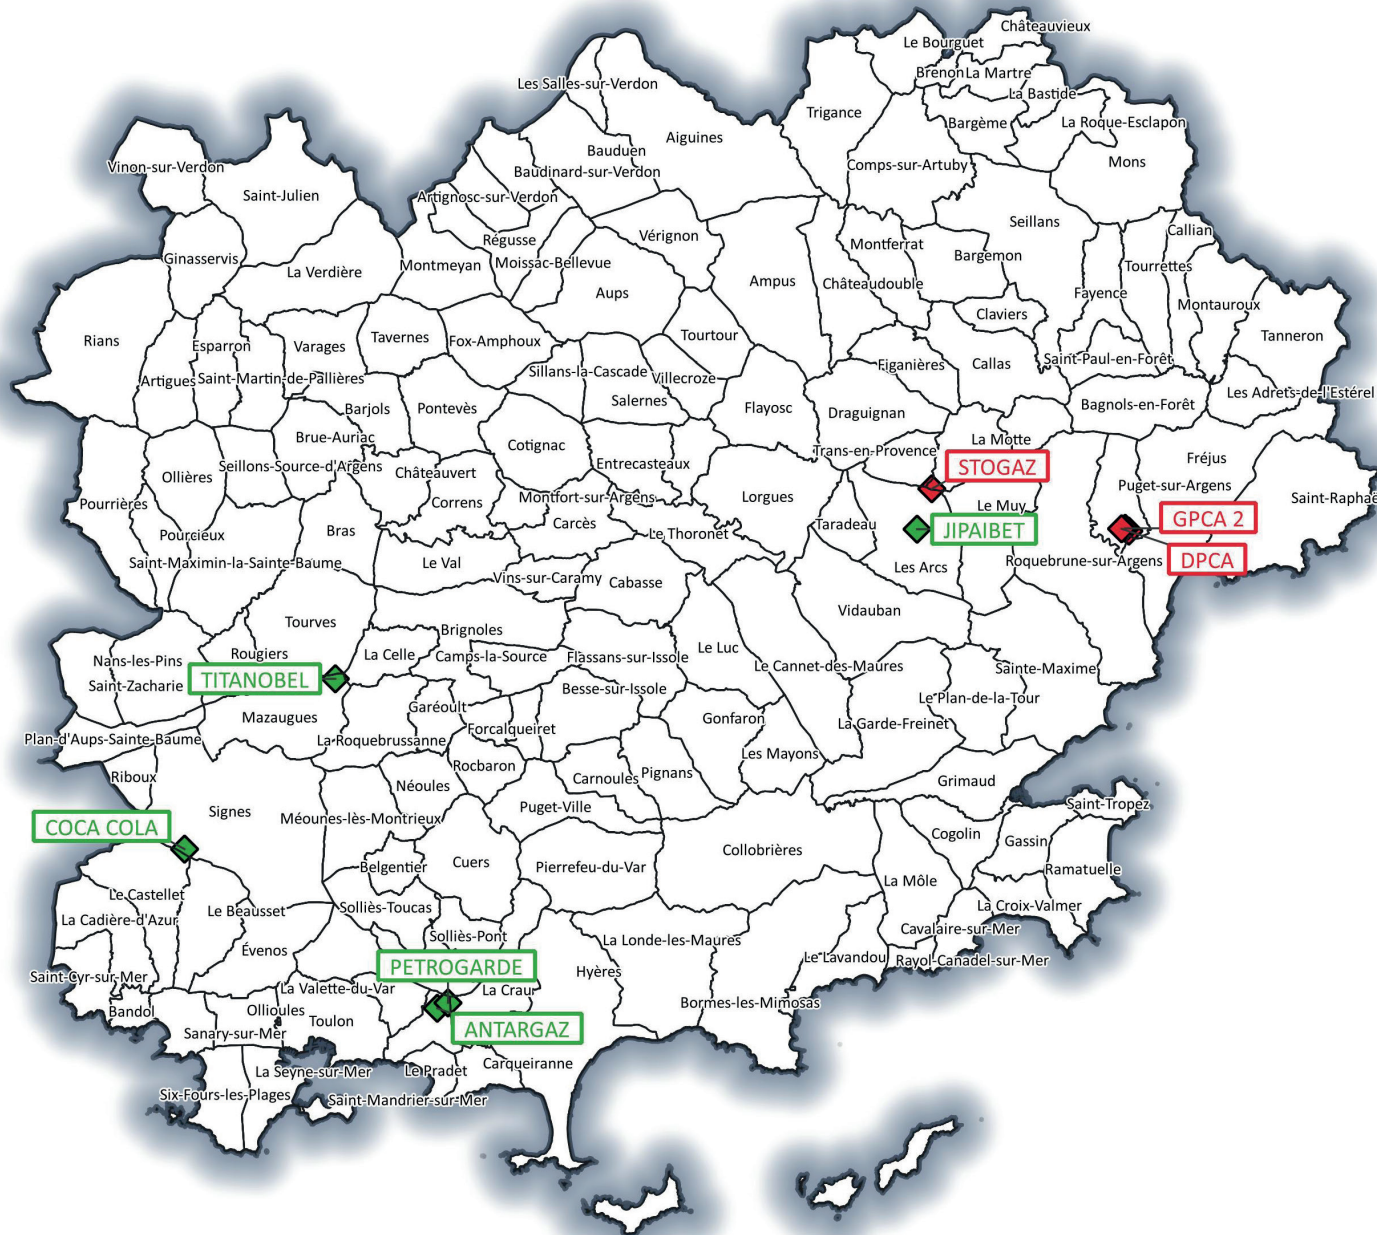 Châteauvieux
Le Bourguet
Brenon
La Martre
Les Salles-sur-Verdon
La Bastide
Trigance
Bargème
La Roque-Esclapon
Aiguines
Bauduen
Comps-sur-Artuby
Mons
Vinon-sur-Verdon
Baudinard-sur-Verdon
Saint-Julien
Artignosc-sur-Verdon
Seillans
Callian
Vérignon
Régusse
Montferrat
Ginasservis
Bargemon
Moissac-Bellevue
Montmeyan
Tourrettes
La Verdière
Ampus
Châteaudouble
Aups
Fayence
Montauroux
Claviers
Tourtour
Tanneron
Tavernes
Rians
Fox-Amphoux
Esparron
Varages
Saint-Paul-en-Forêt
Figanières
Callas
Sillans-la-Cascade
Villecroze
Artigues
Saint-Martin-de-Pallières
Les Adrets-de-l'Estérel
Salernes
Bagnols-en-Forêt
Barjols
Pontevès
Flayosc
Draguignan
Brue-Auriac
La Motte
Cotignac
Trans-en-Provence
Fréjus
Entrecasteaux
Seillons-Source-d'Argens
STOGAZ
Châteauvert
Ollières
Puget-sur-Argens
Lorgues
Montfort-sur-Argens
Saint-Raphaë
Correns
Pourrières
Le Muy
GPCA 2
Carcès
Taradeau
JIPAIBET
Bras
Le Thoronet
Pourcieux
DPCA
Roquebrune-sur-Argens
Saint-Maximin-la-Sainte-Baume
Le Val
Les Arcs
Vins-sur-Caramy
Cabasse
Vidauban
Tourves
Brignoles
Le Luc
Rougiers
La Celle
Camps-la-Source
Flassans-sur-Issole
Nans-les-Pins
Le Cannet-des-Maures
Sainte-Maxime
TITANOBEL
Saint-Zacharie
Besse-sur-Issole
Le Plan-de-la-Tour
Garéoult
Mazaugues
Gonfaron
La Garde-Freinet
Forcalqueiret
Plan-d'Aups-Sainte-Baume
La Roquebrussanne
Les Mayons
Rocbaron
Riboux
Pignans
Carnoules
Grimaud
Néoules
Saint-Tropez
Puget-Ville
Signes
Méounes-lès-Montrieux
COCA COLA
Cogolin
Gassin
Collobrières
Cuers
Belgentier
Pierrefeu-du-Var
Ramatuelle
La Môle
Le Castellet
La Croix-Valmer
Solliès-Toucas
Le Beausset
La Cadière-d'Azur
Cavalaire-sur-Mer
Solliès-Pont
La Londe-les-Maures
Évenos
Le Lavandou
Rayol-Canadel-sur-Mer
PETROGARDE
Hyères
Saint-Cyr-sur-Mer
La Valette-du-Var
La Crau
Bormes-les-Mimosas
Bandol
Ollioules
Toulon
ANTARGAZ
Sanary-sur-Mer
Carqueiranne
La Seyne-sur-Mer
Le Pradet
Six-Fours-les-Plages
Saint-Mandrier-sur-Mer